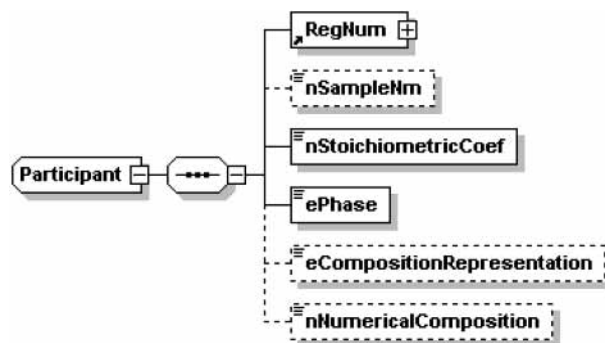 RegNum
nSampleNm
nStoichiometricCoef
Participant
ePhase
eCompositionRepresentation
nNumericalComposition